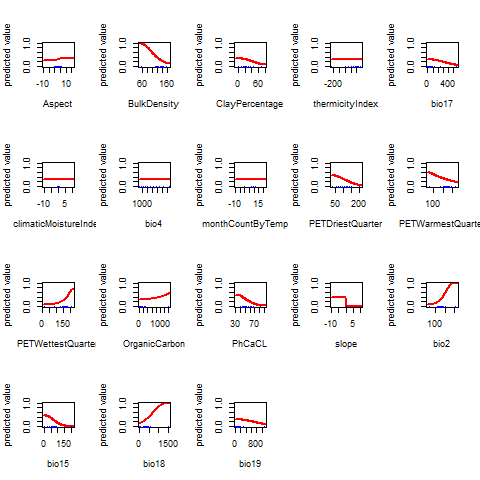 predicted value 0.0 1.0 -10 10 Aspect
predicted value 0.0 1.0 60 160 BulkDensity
predicted value 0.0 1.0 0 60 ClayPercentage
predicted value 0.0 1.0 -200 thermicityIndex
predicted value 0.0 1.0 0 400 bio17
predicted value 0.0 1.0 -10 5 climaticMoistureInde
predicted value 0.0 1.0 1000 bio4
predicted value 0.0 1.0 -10 15 monthCountByTemp
predicted value 0.0 1.0 50 200 PETDriestQuarter
predicted value 0.0 1.0 100 PETWarmestQuarte
predicted value 0.0 1.0 0 150 PETWettestQuarte
predicted value 0.0 1.0 0 1000 OrganicCarbon
predicted value 0.0 1.0 30 70 PhCaCL
predicted value 0.0 1.0 -10 5 slope
predicted value 0.0 1.0 100 bio2
predicted value 0.0 1.0 0 150 bio15
predicted value 0.0 1.0 0 1500 bio18
predicted value 0.0 1.0 0 800 bio19